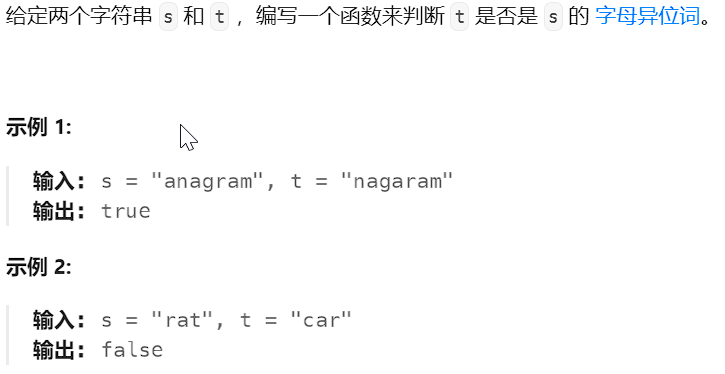 给定两个字符串 s 和 t ，编写一个函数来判断 t 是否是 s 的 字母异位词。
示例 1:
输入: s = "anagram", t = "nagaram"
输出: true
示例 2:
输入: s = "rat", t = "car"
输出: false